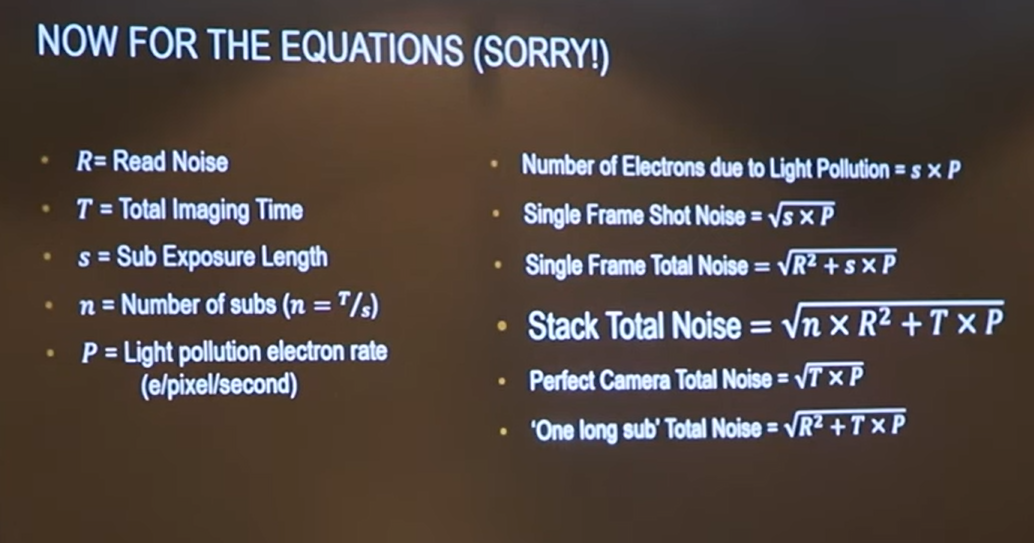 NOW FOR THE EQUATIONS (SORRY!)
• R= Read Noise
• T = Total Imaging Time
• s = Sub Exposure Length
• n = Number of subs (n = T/s)
• P = Light pollution electron rate
(e/pixel/second)
• Number of Electrons due to Light Pollution = s × P
• Single Frame Shot Noise = √(s × P)
• Single Frame Total Noise = √(R² + s × P)
• Stack Total Noise = √(n × R² + T × P)
• Perfect Camera Total Noise = √(T × P)
• ‘One long sub’ Total Noise = √(R² + T × P)